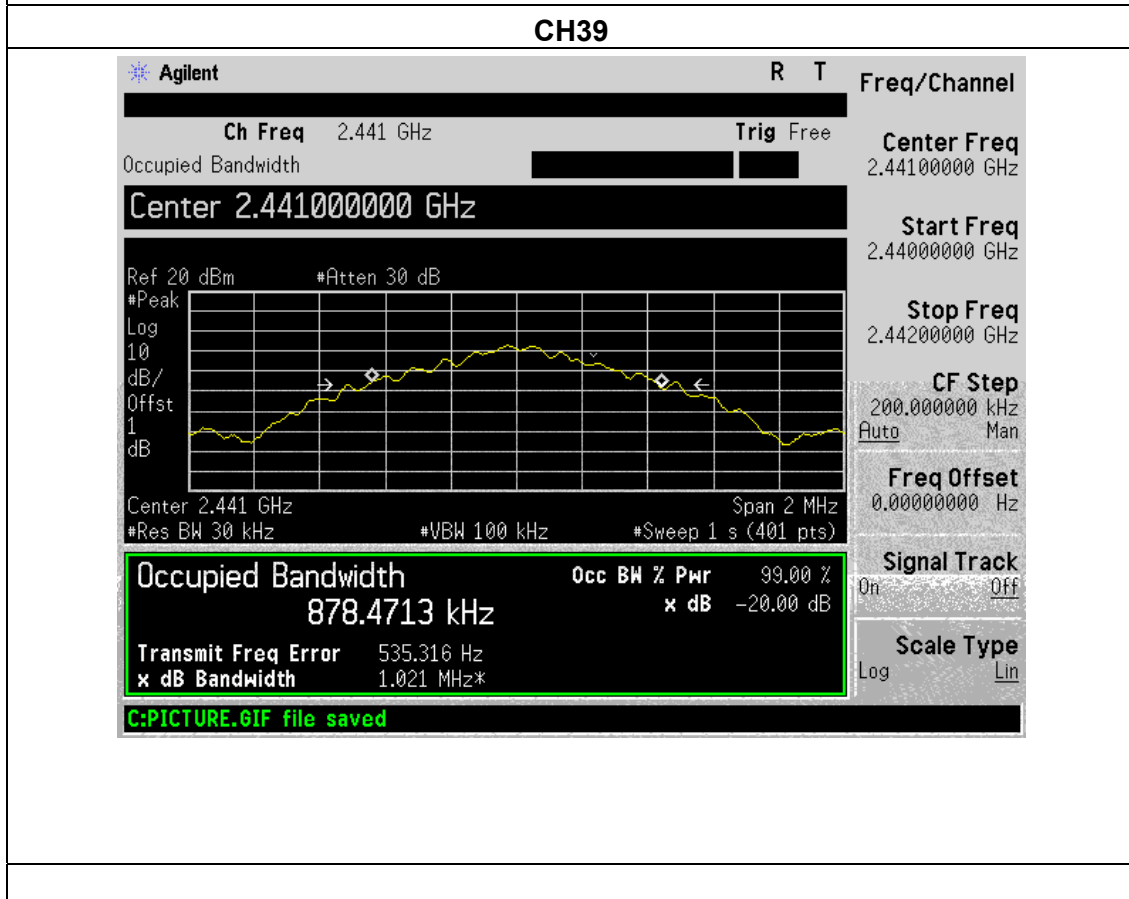 CH39
Agilent R T
Freq/Channel
Ch Freq 2.441 GHz Trig Free
Occupied Bandwidth
Center Freq
2.44100000 GHz
Center 2.441000000 GHz
Start Freq
2.44000000 GHz
Ref 20 dBm #Atten 30 dB
#Peak
Log
10
dB/
Offst
1
dB
Stop Freq
2.44200000 GHz
CF Step
200.000000 kHz
Auto Man
Freq Offset
0.00000000 Hz
Center 2.441 GHz Span 2 MHz
#Res BW 30 kHz #VBW 100 kHz #Sweep 1 s (401 pts)
Signal Track
On Off
Occupied Bandwidth Occ BW % Pwr 99.00 %
878.4713 kHz x dB -20.00 dB
Transmit Freq Error 535.316 Hz
x dB Bandwidth 1.021 MHz*
Scale Type
Log Lin
C:PICTURE.GIF file saved